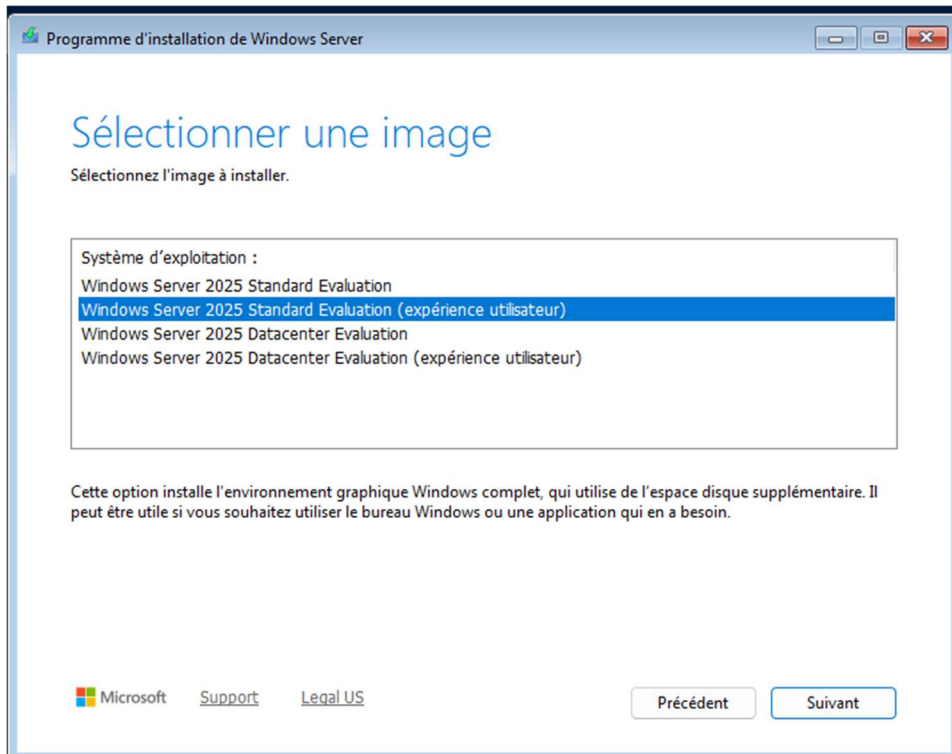 Programme d'installation de Windows Server
Sélectionner une image
Sélectionnez l'image à installer.
Système d'exploitation :
Windows Server 2025 Standard Evaluation
Windows Server 2025 Standard Evaluation (expérience utilisateur)
Windows Server 2025 Datacenter Evaluation
Windows Server 2025 Datacenter Evaluation (expérience utilisateur)
Cette option installe l'environnement graphique Windows complet, qui utilise de l'espace disque supplémentaire. Il
peut être utile si vous souhaitez utiliser le bureau Windows ou une application qui en a besoin.
Microsoft Support Legal US Précédent Suivant